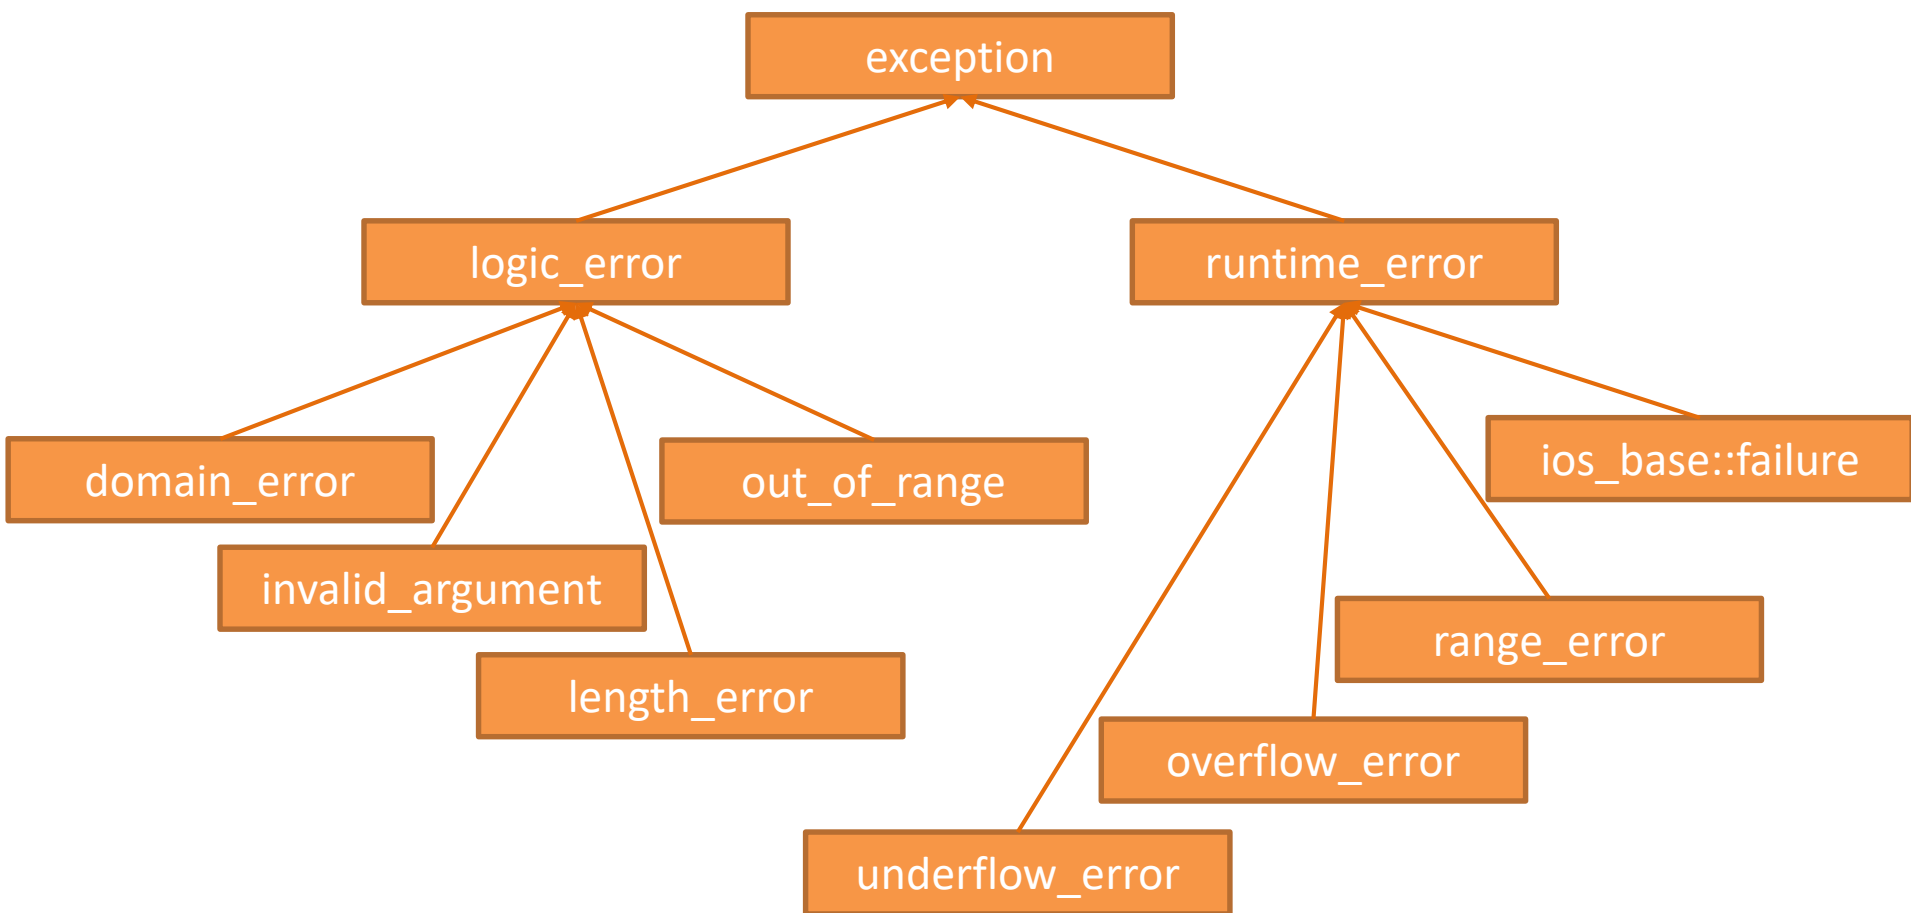 exception
logic_error
runtime_error
domain_error
out_of_range
ios_base::failure
invalid_argument
range_error
length_error
overflow_error
underflow_error